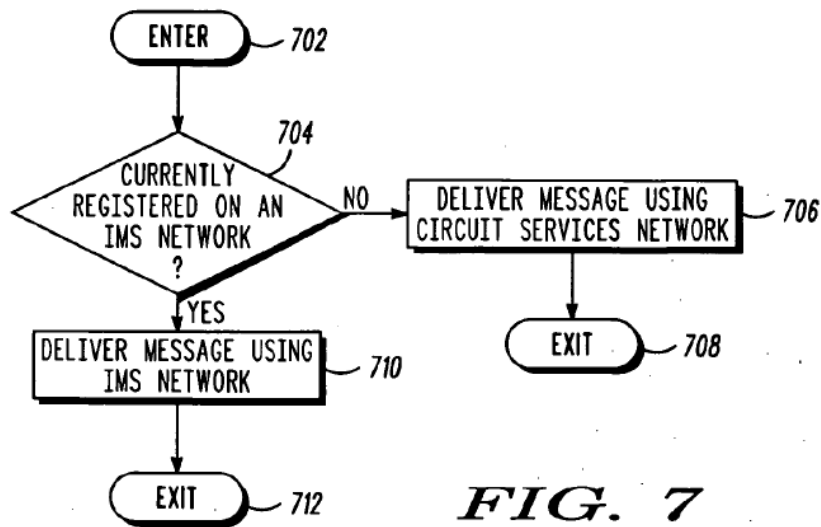 ENTER
702
704
CURRENTLY
REGISTERED ON AN
IMS NETWORK
?
NO
DELIVER MESSAGE USING
CIRCUIT SERVICES NETWORK
706
YES
EXIT
708
DELIVER MESSAGE USING
IMS NETWORK
710
EXIT
712
FIG. 7